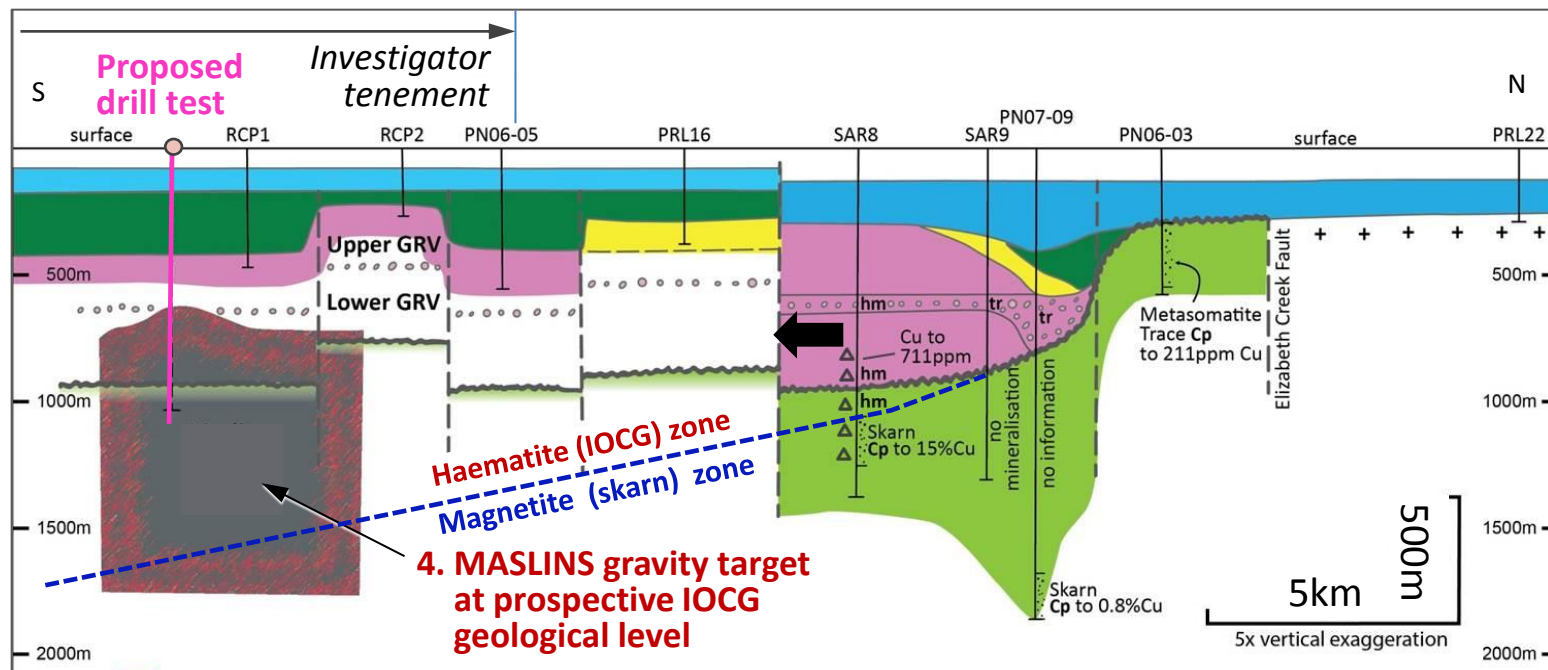 Investigator
tenement
Proposed
drill test
S
N
surface
RCP1
RCP2
PN06-05
PRL16
SAR8
SAR9
PN07-09
PN06-03
surface
PRL22
Upper GRV
Lower GRV
500m
1000m
1500m
2000m
500m
1000m
1500m
2000m
hm
tr
tr
Cu to
711ppm
hm
hm
Skarn
Cp to 15%Cu
no
mineralisation
no information
Metasomatite
Trace Cp
to 211ppm Cu
Elizabeth Creek Fault
+ + + + + +
Haematite (IOCG) zone
Magnetite (skarn) zone
4. MASLINS gravity target
at prospective IOCG
geological level
Skarn
Cp to 0.8%Cu
5km
500m
5x vertical exaggeration